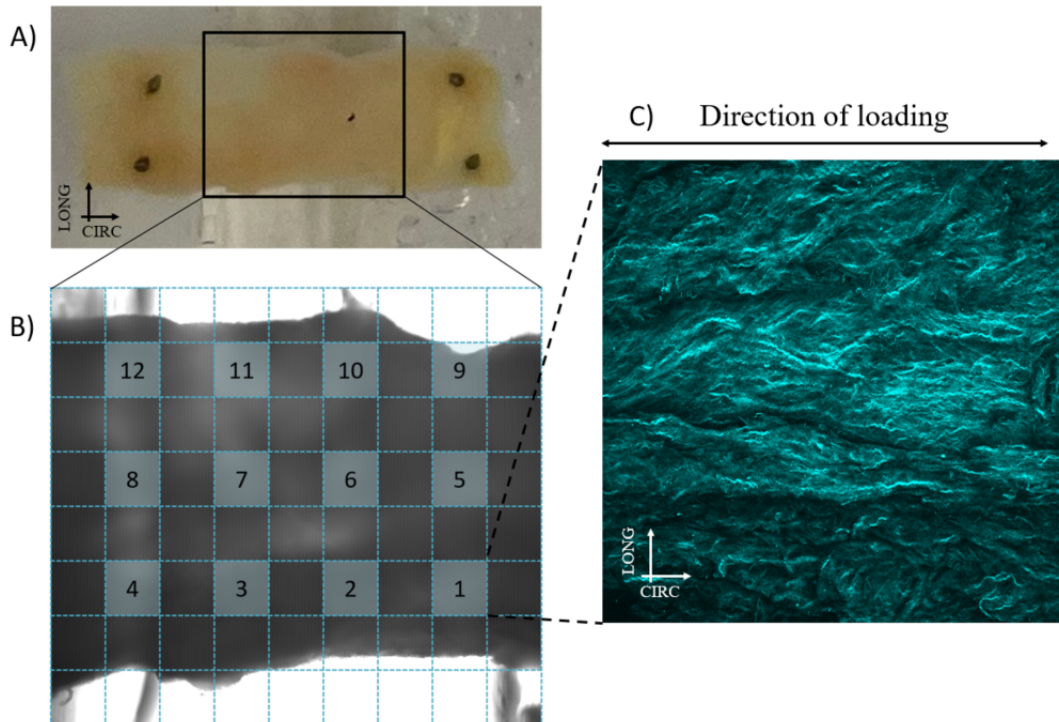 A)
LONG
CIRC
B)
12 11 10 9
8 7 6 5
4 3 2 1
C) Direction of loading
LONG
CIRC